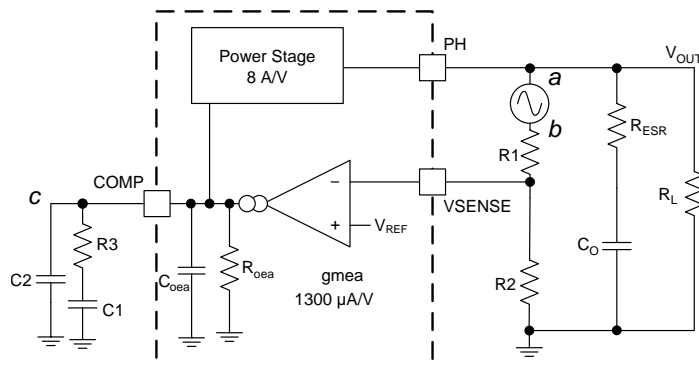 Power Stage
8 A/V
PH
VOUT
a
b
R1
RESR
COMP
c
VSENSE
RL
R3
VREF
C2
C1
Coea
Roea
gmea
1300 µA/V
R2
CO